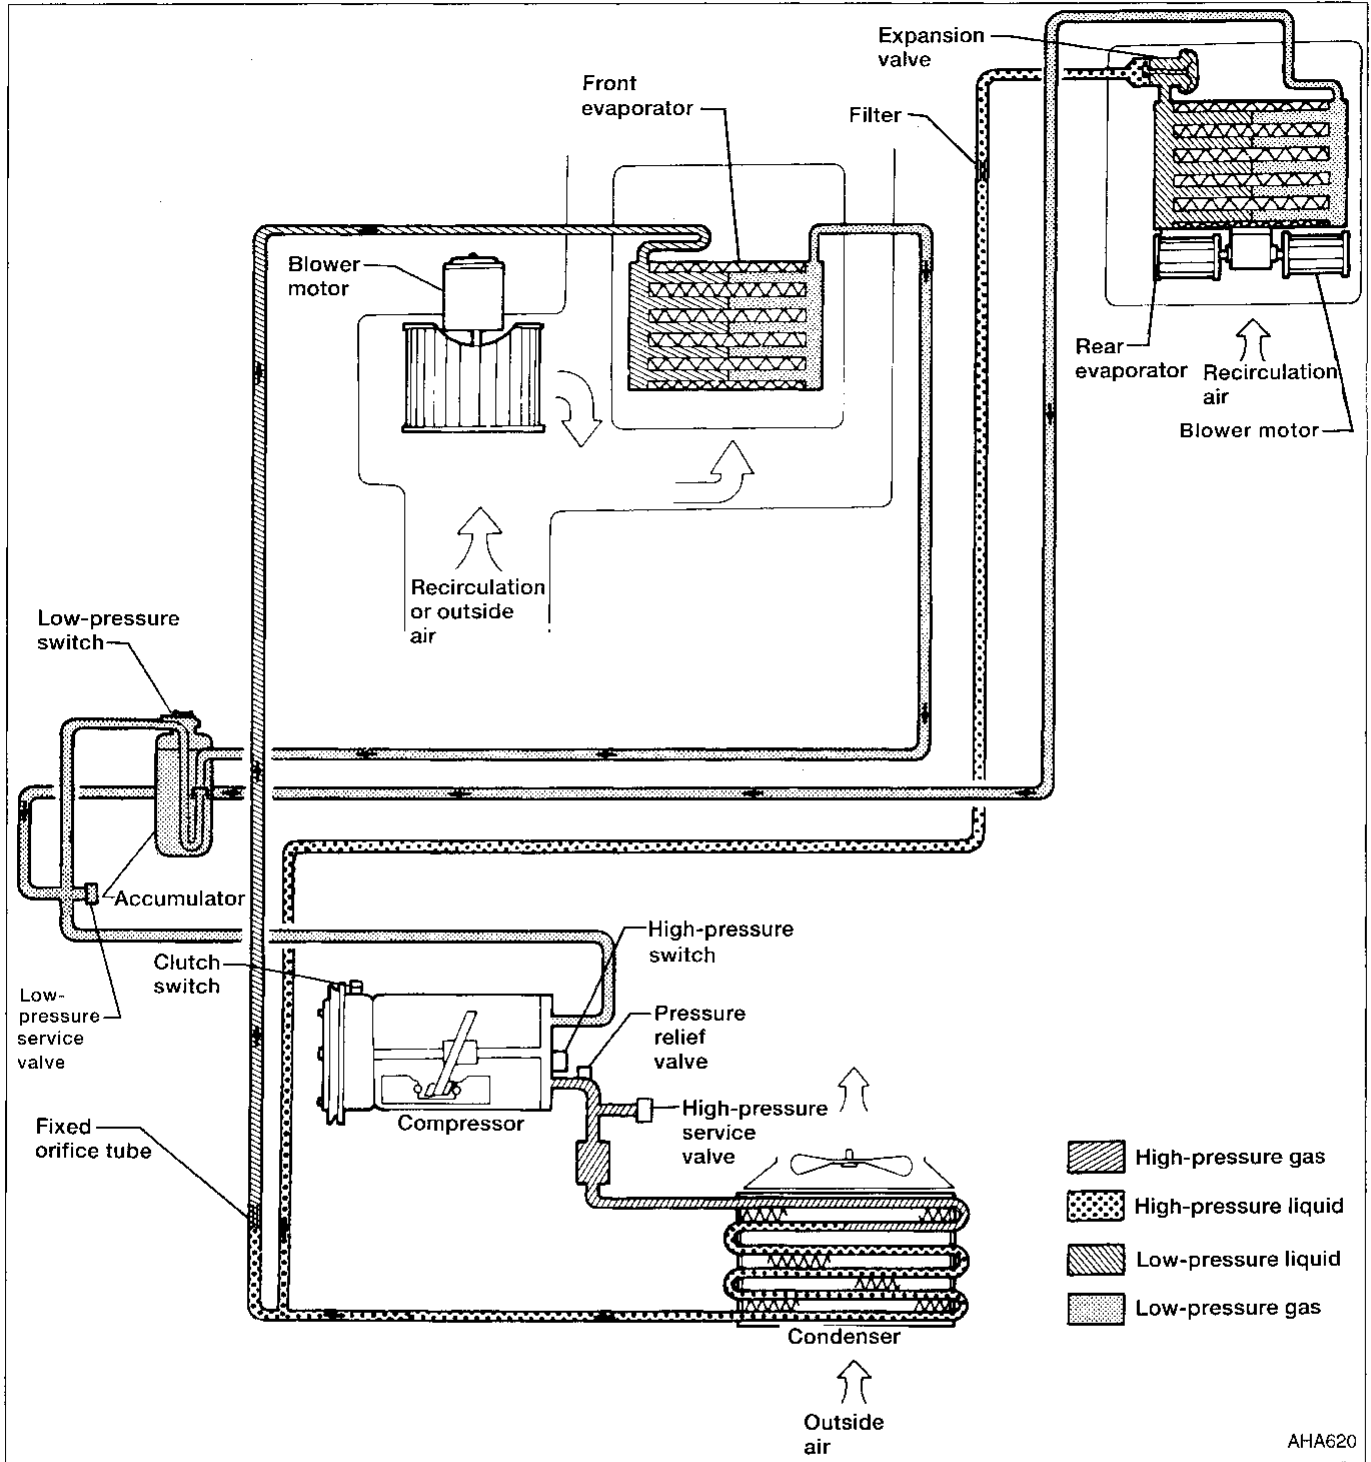 Expansion
valve
Front
evaporator
Filter
Blower
motor
Rear
evaporator
Recirculation
air
Blower motor
Recirculation
or outside
air
Low-pressure
switch
Accumulator
High-pressure
switch
Clutch
switch
Low-
pressure
service
valve
Pressure
relief
valve
High-pressure
service
valve
Compressor
Fixed
orifice tube
High-pressure gas
High-pressure liquid
Low-pressure liquid
Low-pressure gas
Condenser
Outside
air
AHA620